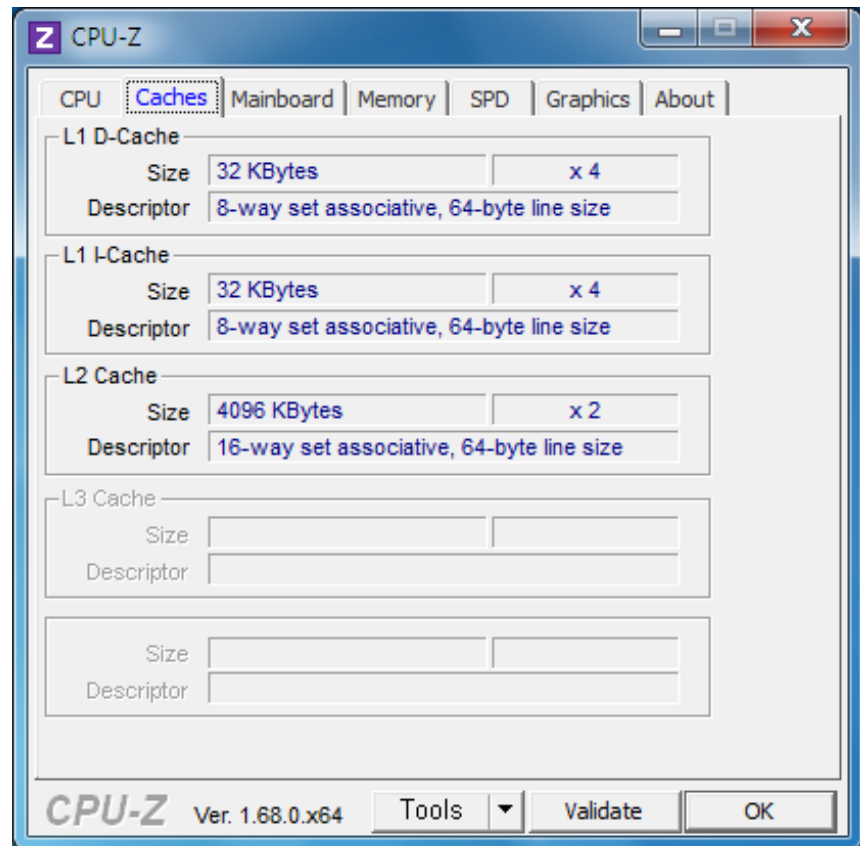 Z CPU-Z
CPU Caches Mainboard Memory SPD Graphics About
L1 D-Cache
Size 32 KBytes x 4
Descriptor 8-way set associative, 64-byte line size
L1 I-Cache
Size 32 KBytes x 4
Descriptor 8-way set associative, 64-byte line size
L2 Cache
Size 4096 KBytes x 2
Descriptor 16-way set associative, 64-byte line size
L3 Cache
Size
Descriptor
Size
Descriptor
CPU-Z Ver. 1.68.0.x64 Tools Validate OK